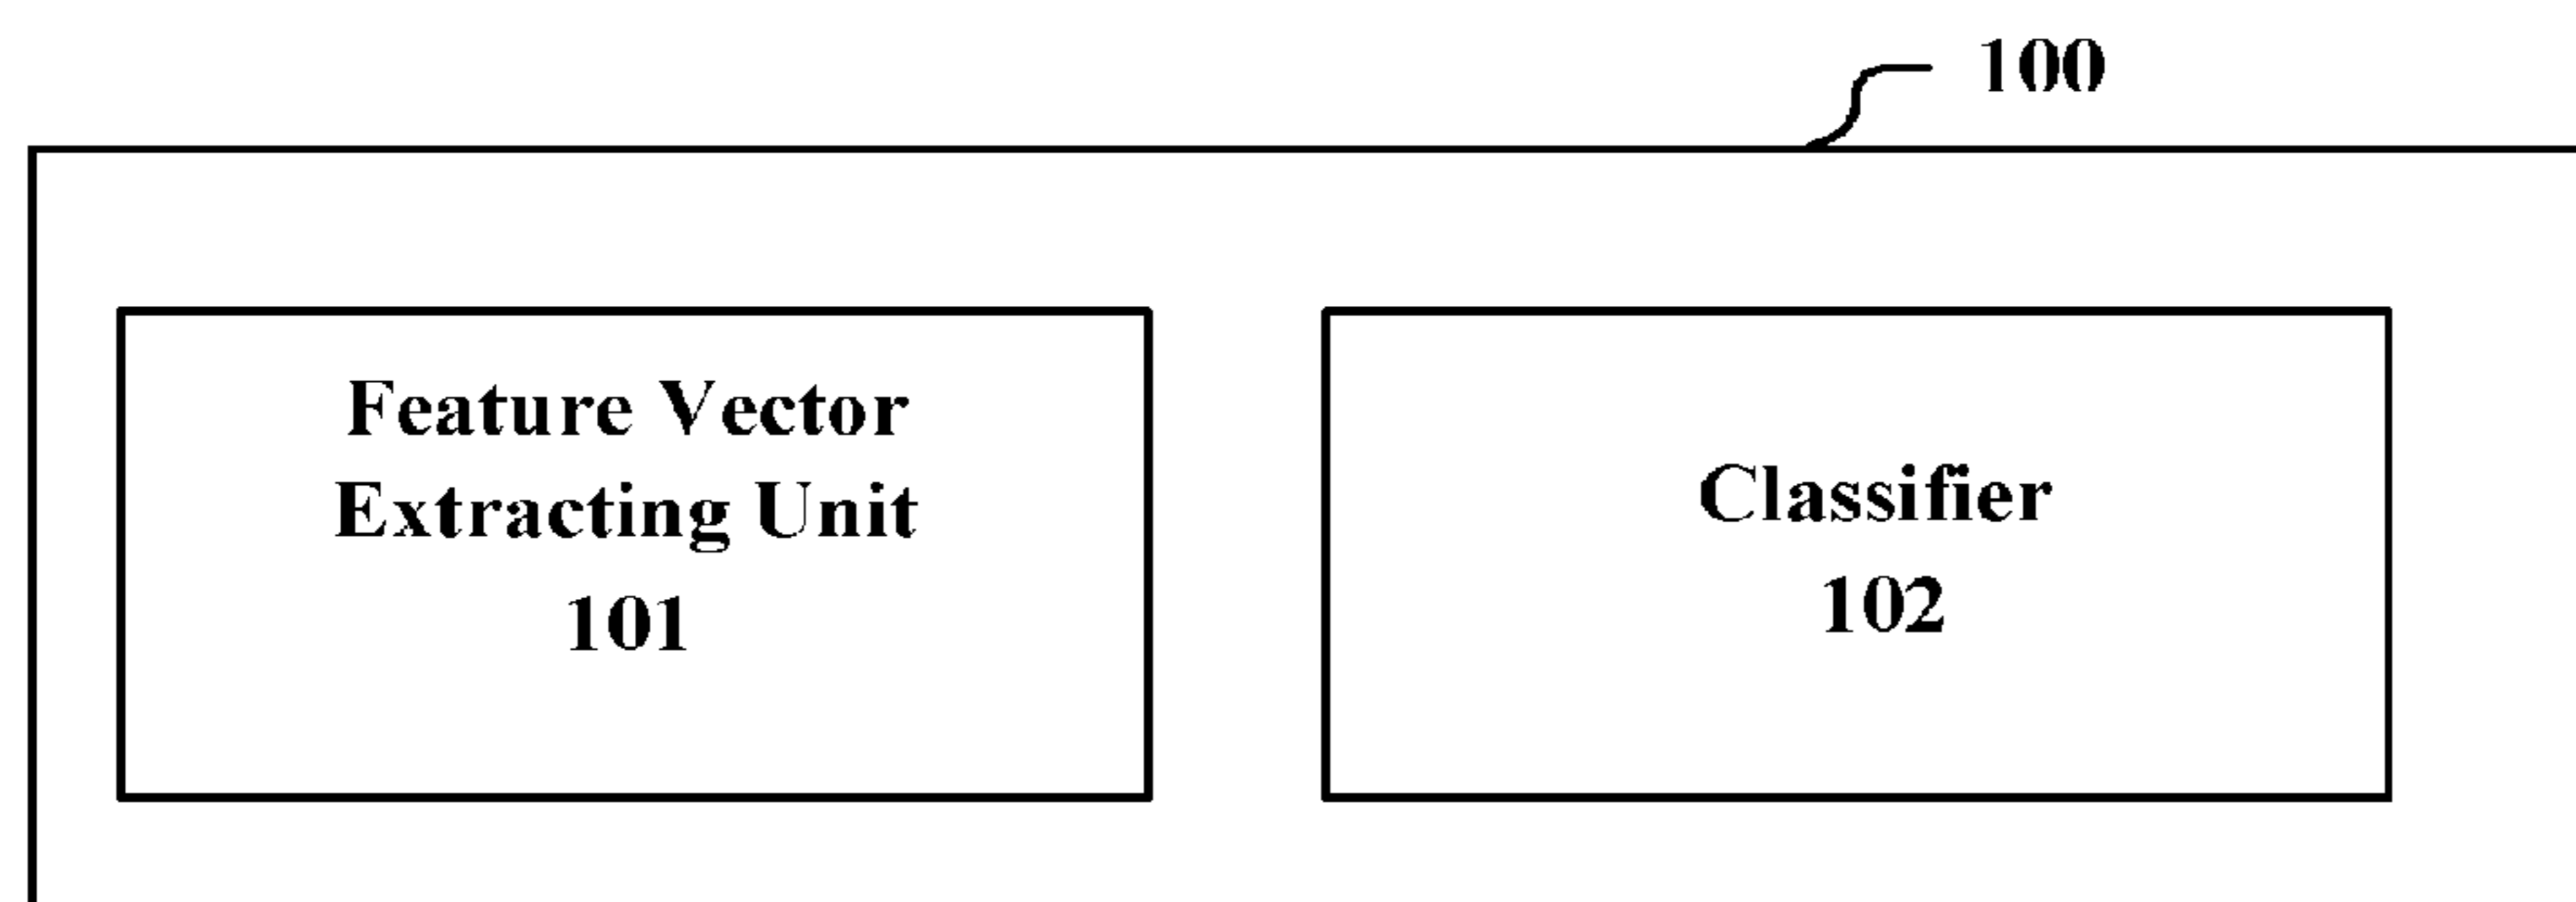 100
Feature Vector
Extracting Unit
101
Classifier
102